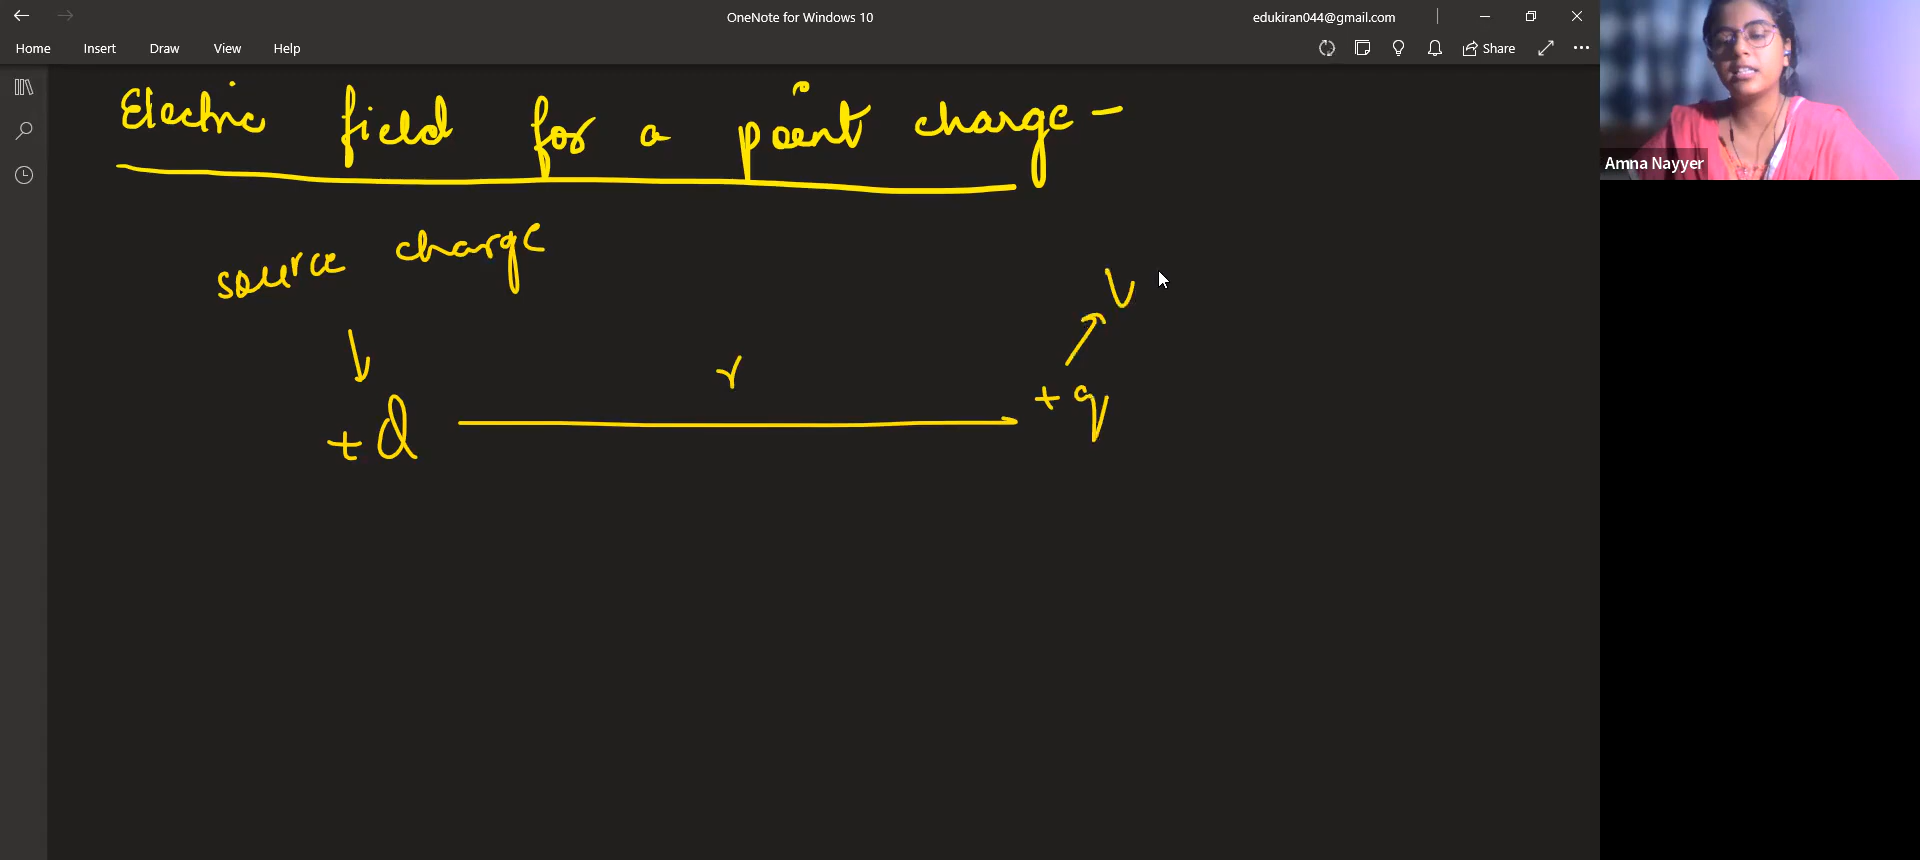 OneNote for Windows 10
edukiran044@gmail.com
Home Insert Draw View Help
Share
Amna Nayyer
Electric field for a point charge -
source charge
r
+ Q
+ q